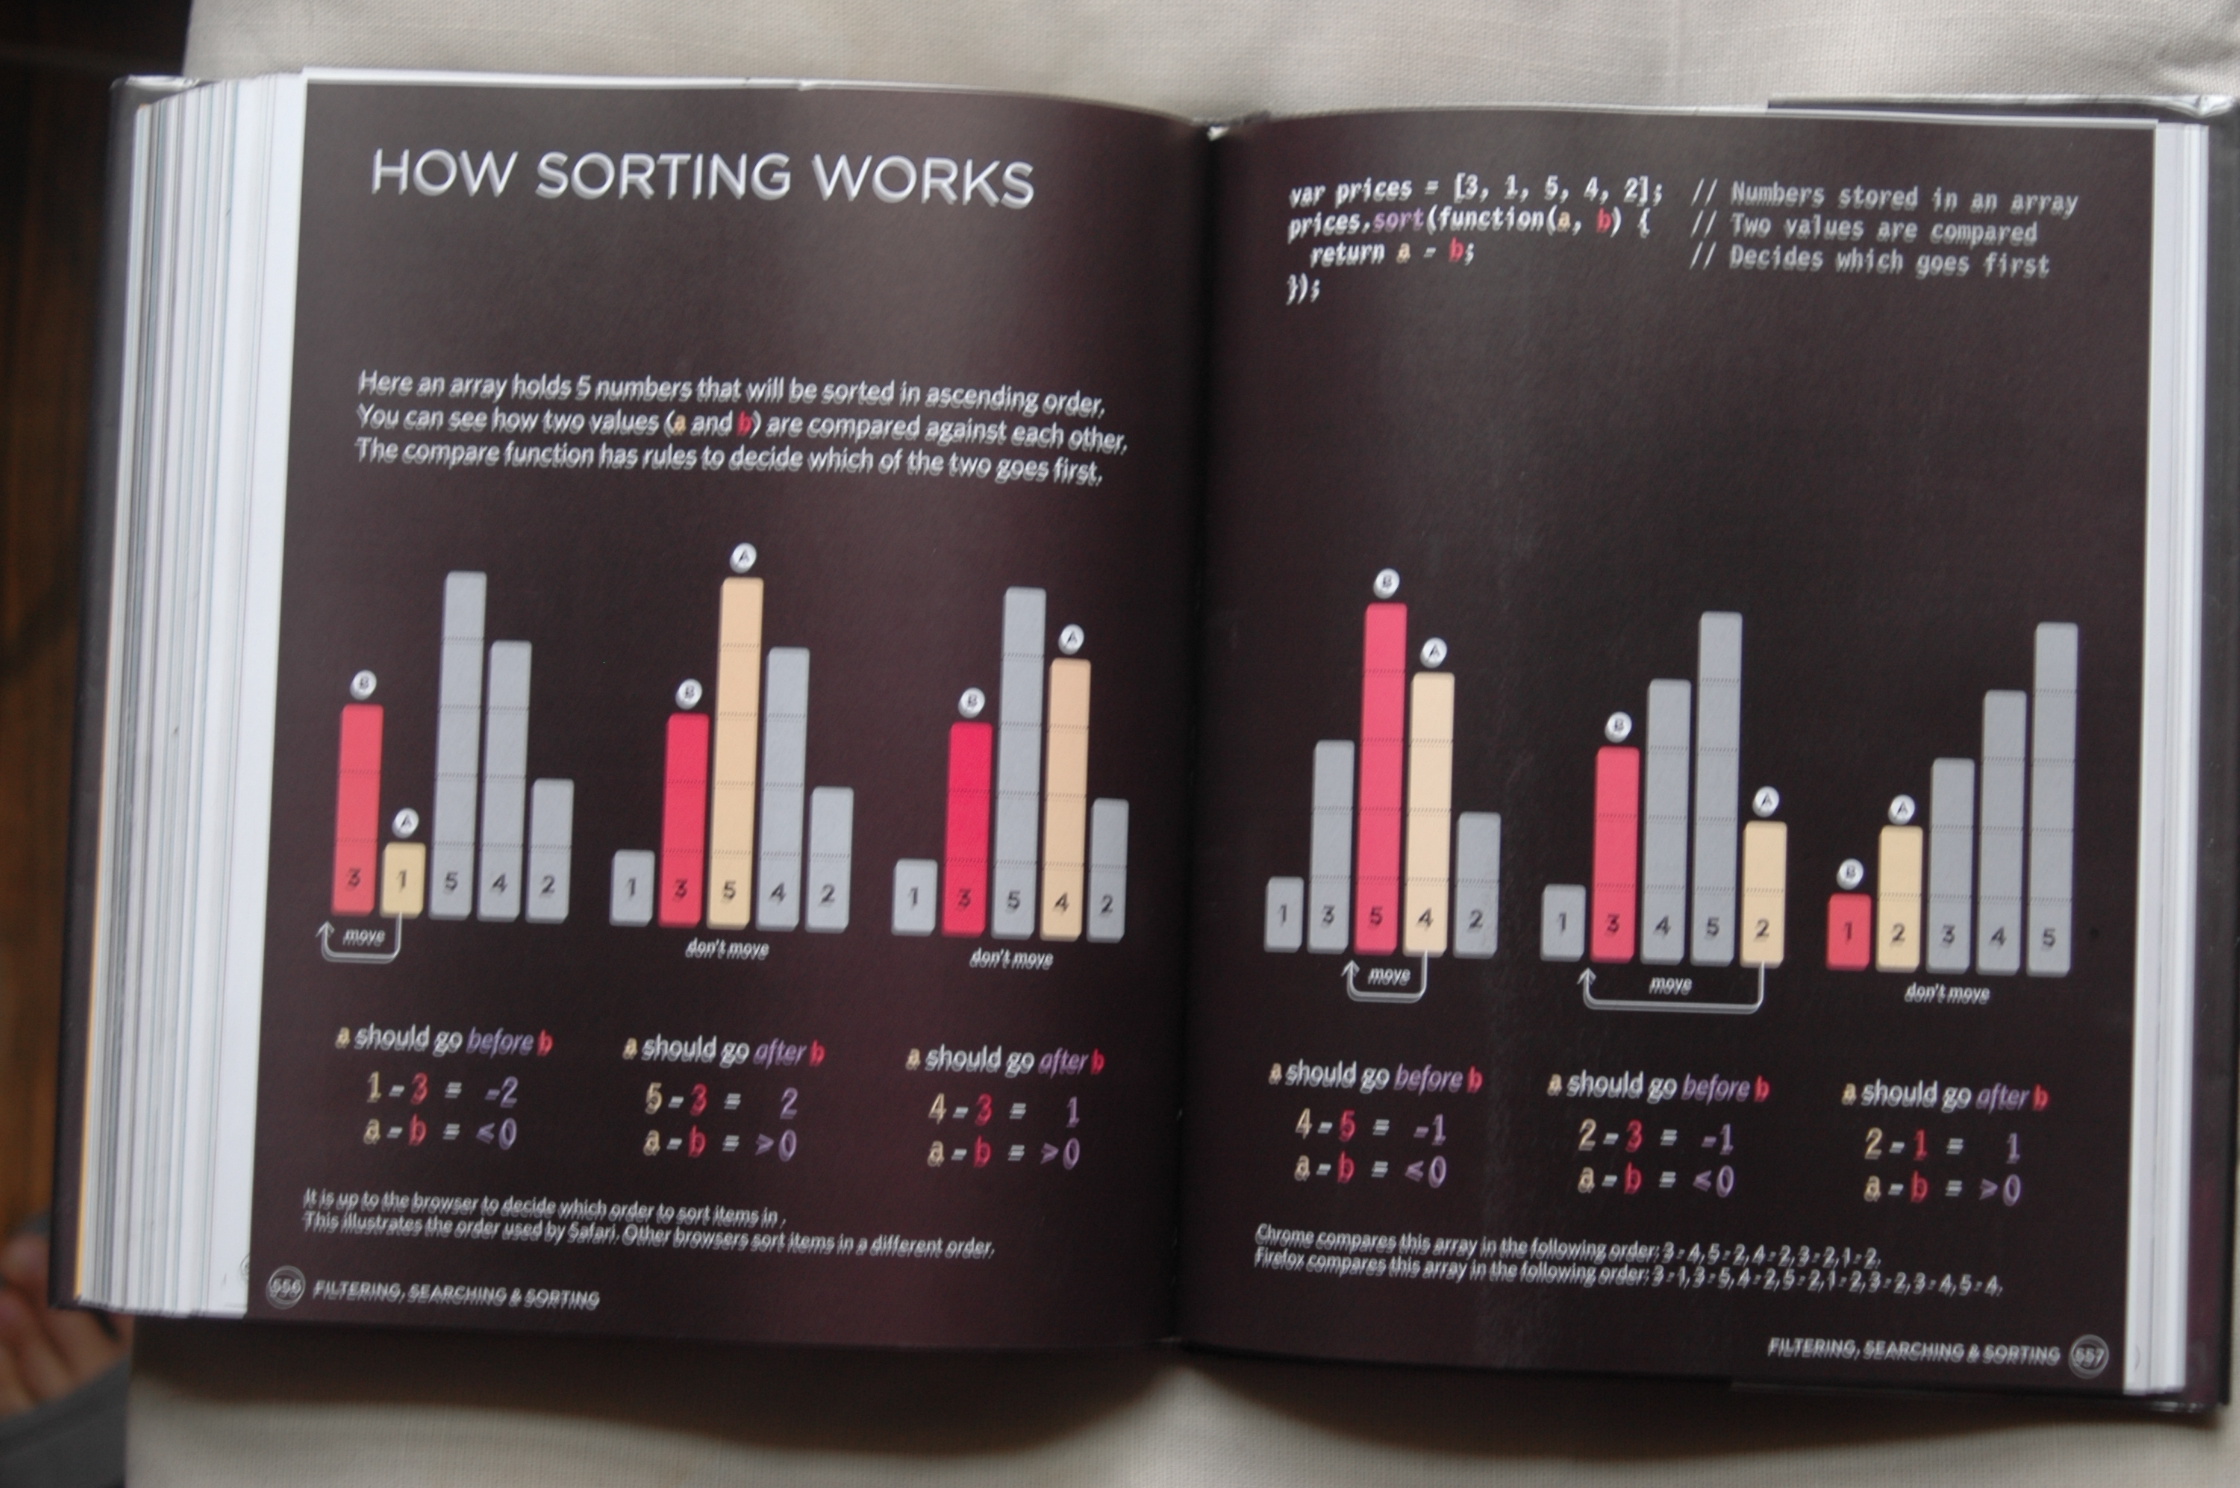 HOW SORTING WORKS
Here an array holds 5 numbers that will be sorted in ascending order.
You can see how two values (a and b) are compared against each other.
The compare function has rules to decide which of the two goes first.
B
A
3 1 5 4 2
move
a should go before b
1 - 3 = -2
a - b = <0
A
B
1 3 5 4 2
don't move
a should go after b
5 - 3 = 2
a - b = >0
A
B
1 3 5 4 2
don't move
a should go after b
4 - 3 = 1
a - b = >0
It is up to the browser to decide which order to sort items in.
This illustrates the order used by Safari. Other browsers sort items in a different order.
556 FILTERING, SEARCHING & SORTING
var prices = [3, 1, 5, 4, 2]; // Numbers stored in an array
prices.sort(function(a, b) { // Two values are compared
return a - b; // Decides which goes first
});
B
A
1 3 5 4 2
move
a should go before b
4 - 5 = -1
a - b = <0
B
A
1 3 4 5 2
move
a should go before b
2 - 3 = -1
a - b = <0
A
B
1 2 3 4 5
don't move
a should go after b
2 - 1 = 1
a - b = >0
Chrome compares this array in the following order: 3 - 4, 5 - 2, 4 - 2, 3 - 2, 1 - 2.
Firefox compares this array in the following order: 3 - 1, 3 - 5, 4 - 2, 5 - 2, 1 - 2, 3 - 2, 3 - 4, 5 - 4.
FILTERING, SEARCHING & SORTING 557